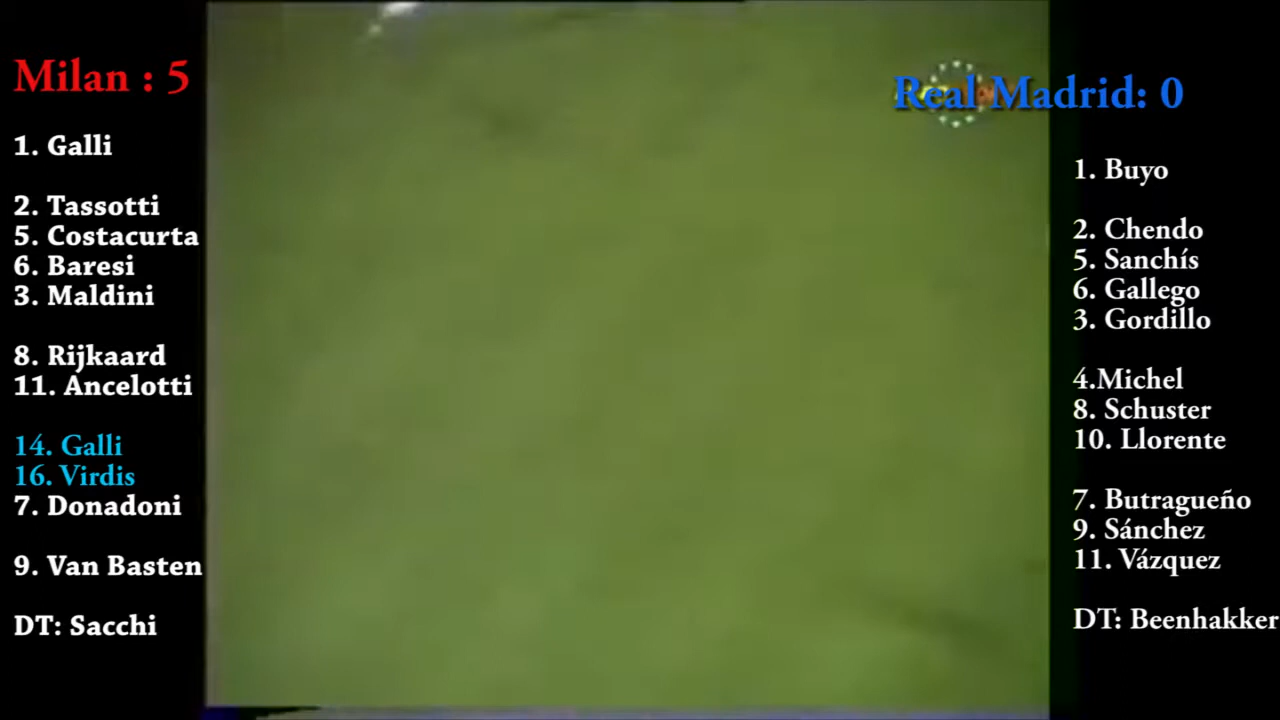 Milan : 5
1. Galli
2. Tassotti
5. Costacurta
6. Baresi
3. Maldini
8. Rijkaard
11. Ancelotti
14. Galli
16. Virdis
7. Donadoni
9. Van Basten
DT: Sacchi
Real Madrid: 0
1. Buyo
2. Chendo
5. Sanchís
6. Gallego
3. Gordillo
4.Michel
8. Schuster
10. Llorente
7. Butragueño
9. Sánchez
11. Vázquez
DT: Beenhakker